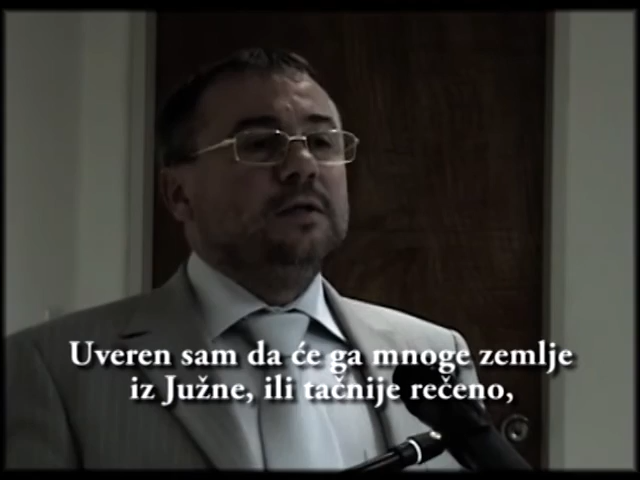 Uveren sam da će ga mnoge zemlje
iz Južne, ili tačnije rečeno,